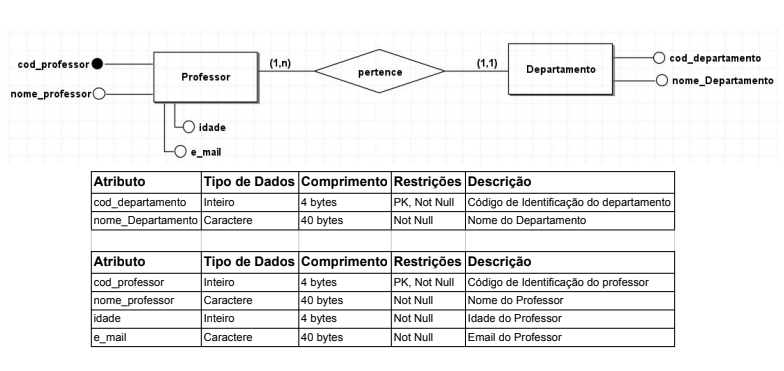 cod_professor
nome_professor
Professor
idade
e_mail
(1,n)
pertence
(1,1)
Departamento
cod_departamento
nome_Departamento
Atributo Tipo de Dados Comprimento Restrições Descrição
cod_departamento Inteiro 4 bytes PK, Not Null Código de Identificação do departamento
nome_Departamento Caractere 40 bytes Not Null Nome do Departamento
Atributo Tipo de Dados Comprimento Restrições Descrição
cod_professor Inteiro 4 bytes PK, Not Null Código de Identificação do professor
nome_professor Caractere 40 bytes Not Null Nome do Professor
idade Inteiro 4 bytes Not Null Idade do Professor
e_mail Caractere 40 bytes Not Null Email do Professor